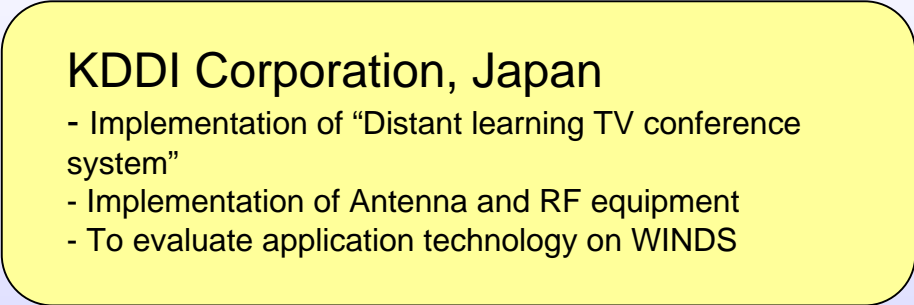 KDDI Corporation, Japan
- Implementation of “Distant learning TV conference
system”
- Implementation of Antenna and RF equipment
- To evaluate application technology on WINDS